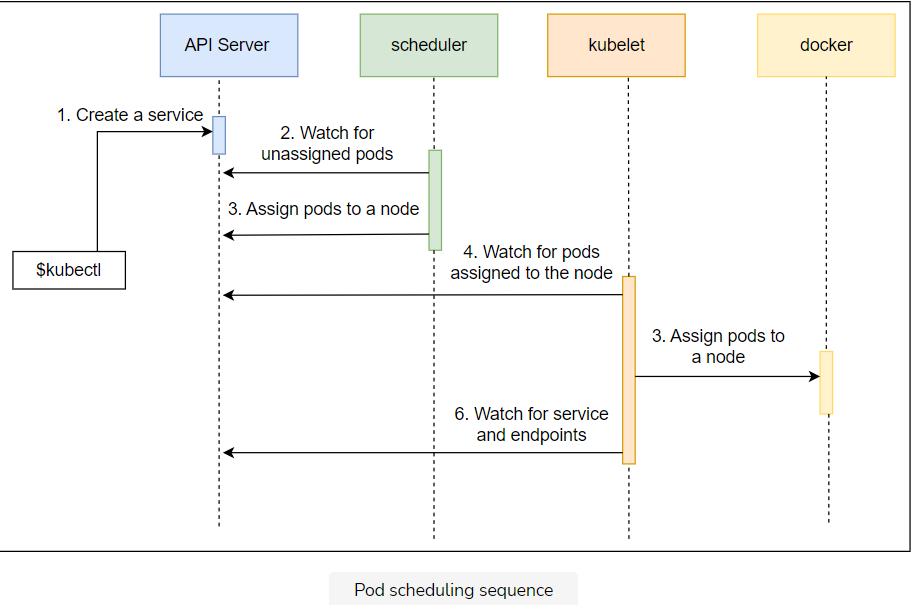 API Server
scheduler
kubelet
docker
1. Create a service
2. Watch for
unassigned pods
3. Assign pods to a node
4. Watch for pods
assigned to the node
$kubectl
3. Assign pods to
a node
6. Watch for service
and endpoints
Pod scheduling sequence